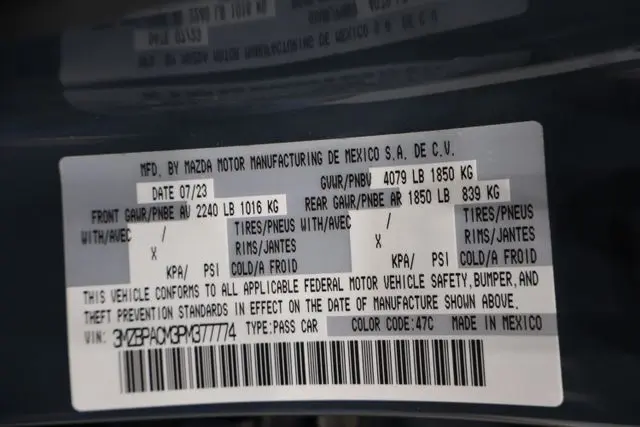 MFD. BY MAZDA MOTOR MANUFACTURING DE MEXICO S.A. DE C.V.
DATE 07/23 GVWR/PNBV 4079 LB 1850 KG
FRONT GAWR/PNBE AV 2240 LB 1016 KG REAR GAWR/PNBE AR 1850 LB 839 KG
WITH/AVEC / TIRES/PNEUS WITH/AVEC / TIRES/PNEUS
X RIMS/JANTES X RIMS/JANTES
KPA/ PSI COLD/A FROID KPA/ PSI COLD/A FROID
THIS VEHICLE CONFORMS TO ALL APPLICABLE FEDERAL MOTOR VEHICLE SAFETY, BUMPER, AND
THEFT PREVENTION STANDARDS IN EFFECT ON THE DATE OF MANUFACTURE SHOWN ABOVE.
VIN: 3MZBPACM3PM377774 TYPE:PASS CAR COLOR CODE:47C MADE IN MEXICO